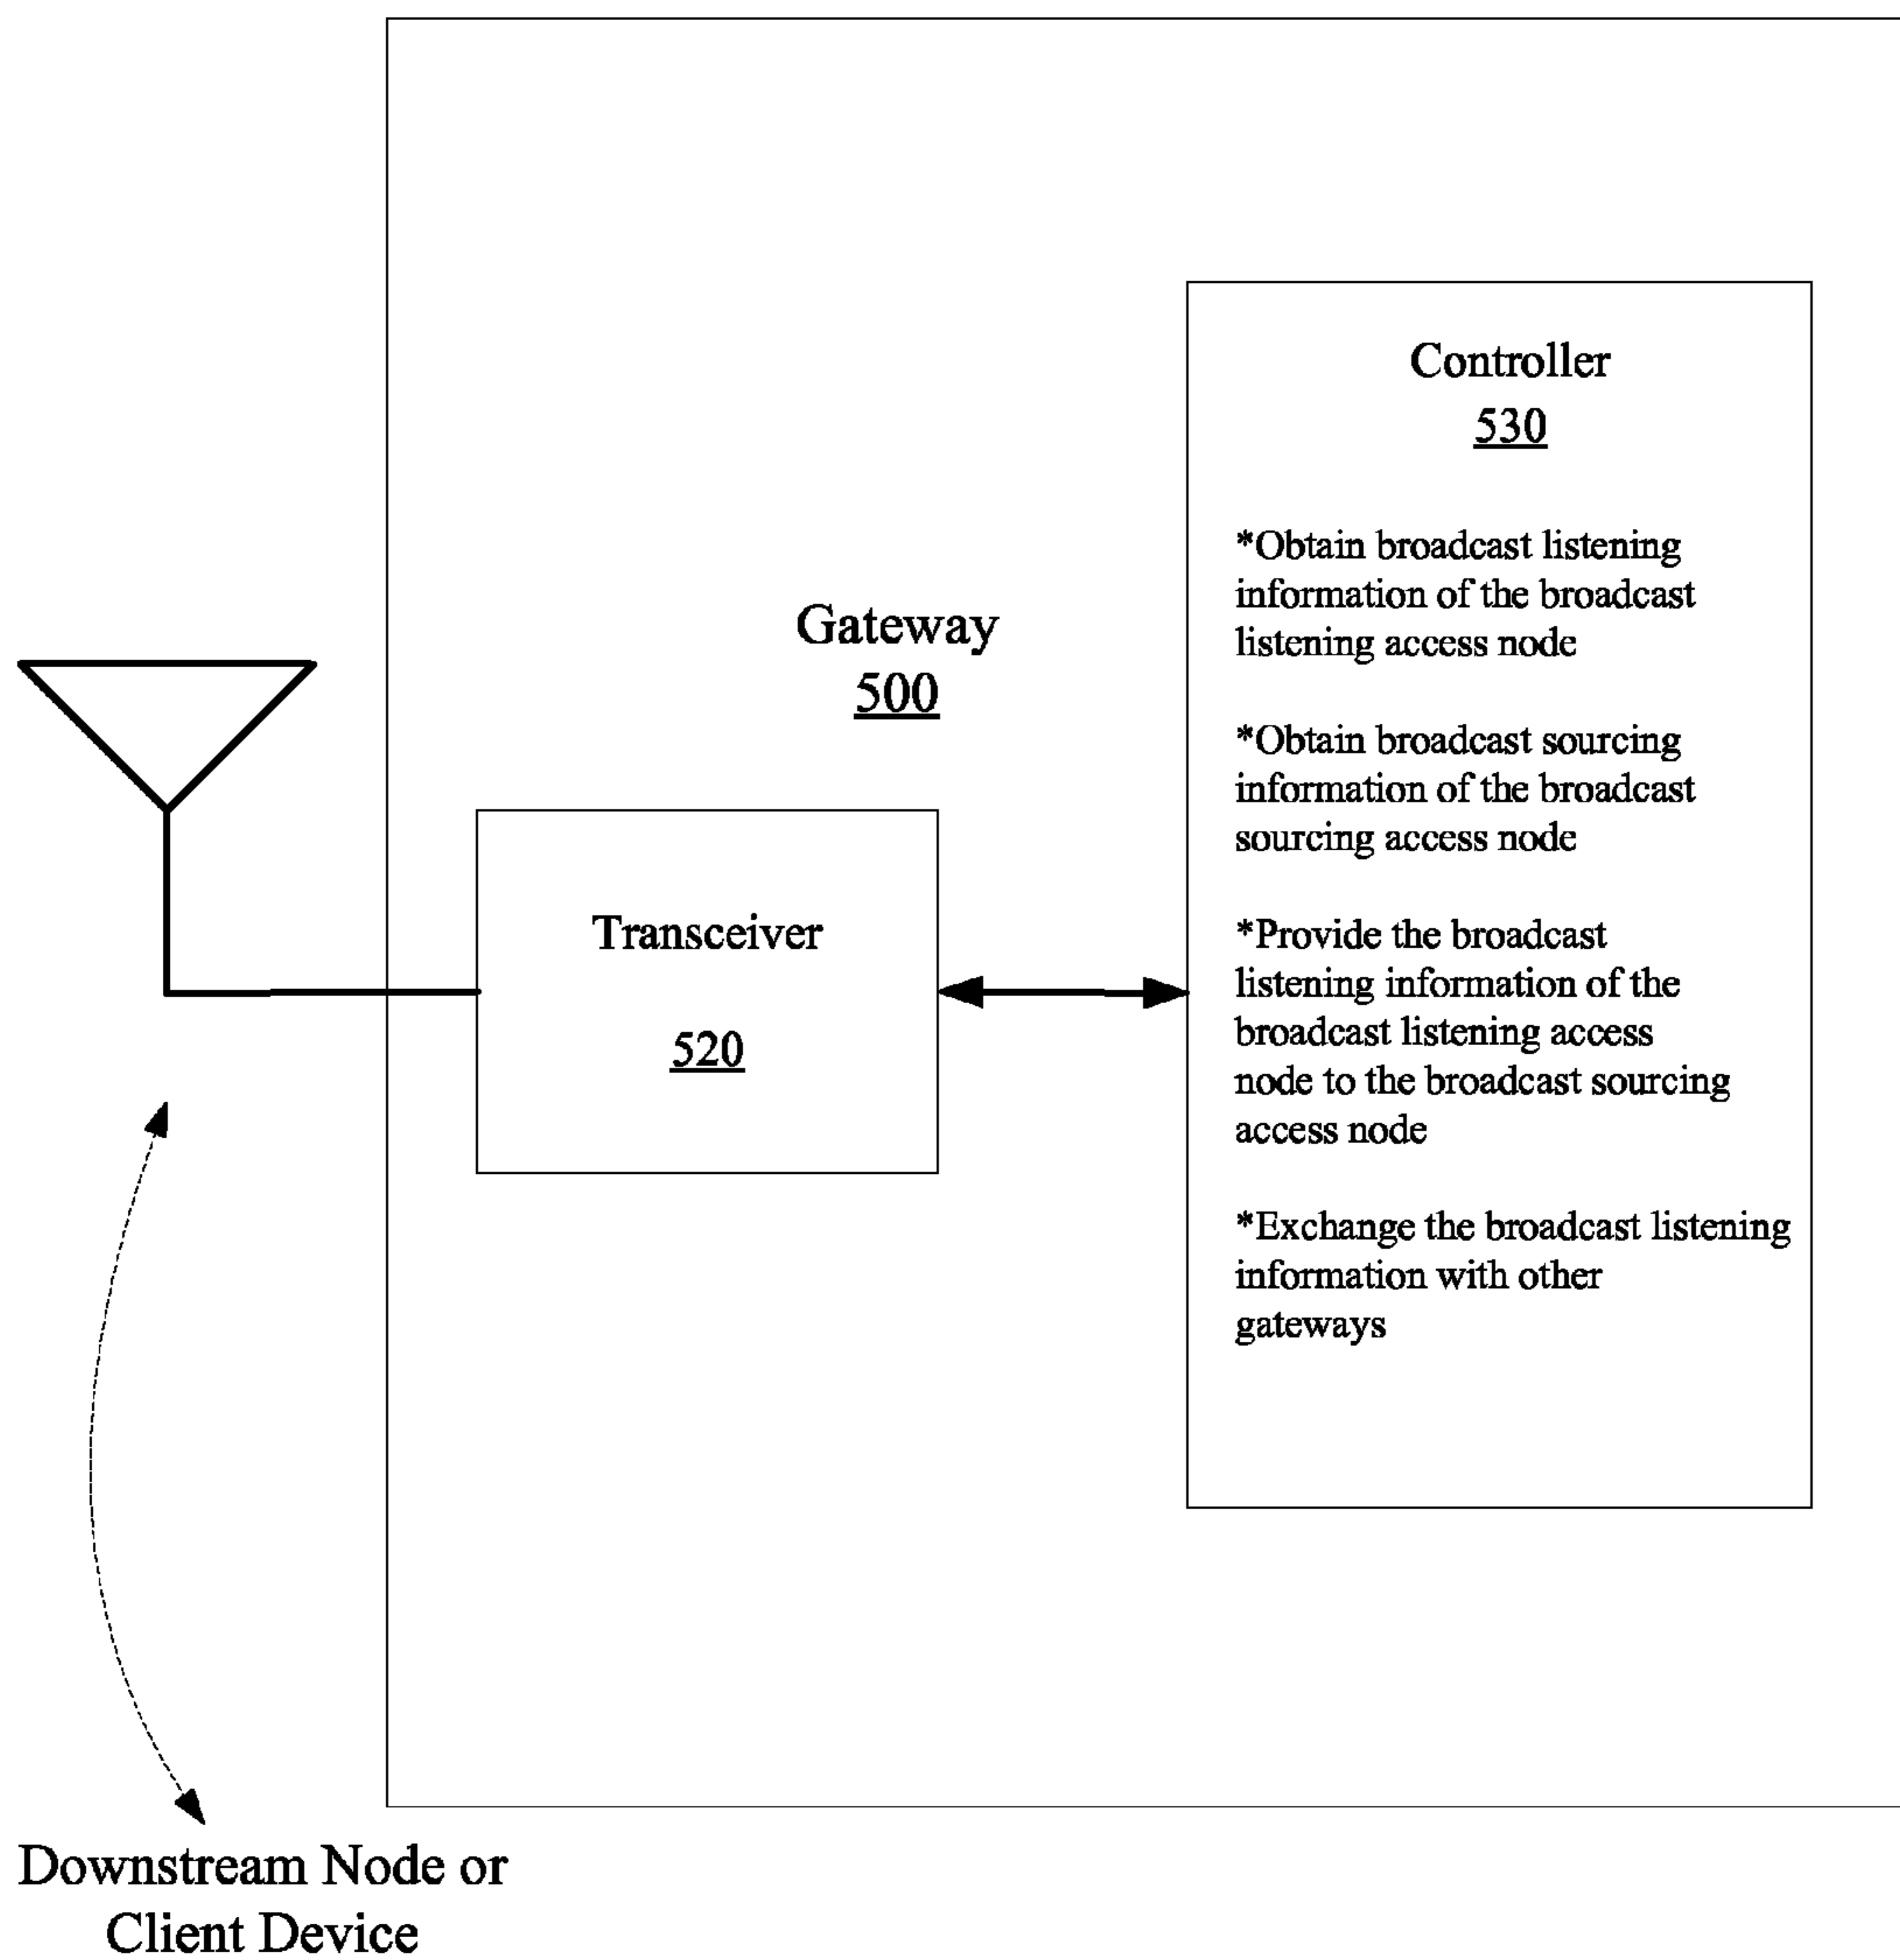 Controller
530
*Obtain broadcast listening
information of the broadcast
listening access node
*Obtain broadcast sourcing
information of the broadcast
sourcing access node
*Provide the broadcast
listening information of the
broadcast listening access
node to the broadcast sourcing
access node
*Exchange the broadcast listening
information with other
gateways
Gateway
500
Transceiver
520
Downstream Node or
Client Device